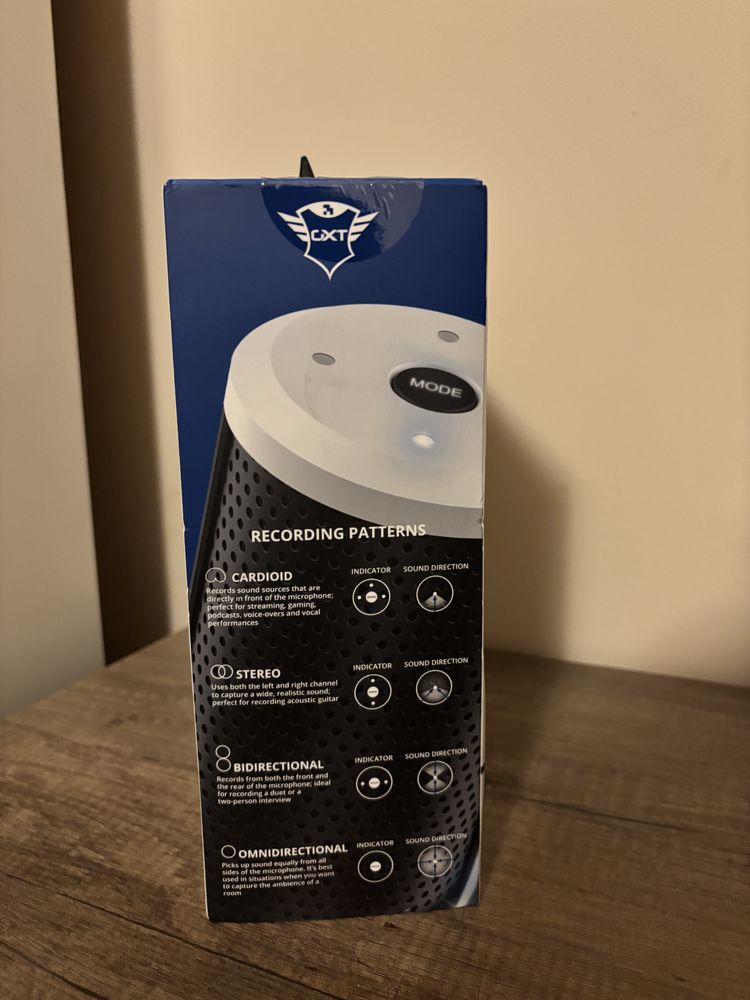 GXT
MODE
RECORDING PATTERNS
CARDIOID
Records sound sources that are
directly in front of the microphone;
perfect for streaming, gaming,
podcasts, voice-overs and vocal
performances
INDICATOR
SOUND DIRECTION
STEREO
Uses both the left and right channel
to capture a wide, realistic sound;
perfect for recording acoustic guitar
INDICATOR
SOUND DIRECTION
BIDIRECTIONAL
Records from both the front and
the rear of the microphone; ideal
for recording a duet or a
two-person interview
INDICATOR
SOUND DIRECTION
OMNIDIRECTIONAL
Picks up sound equally from all
sides of the microphone. It's best
used in situations when you want
to capture the ambience of a
room
INDICATOR
SOUND DIRECTION